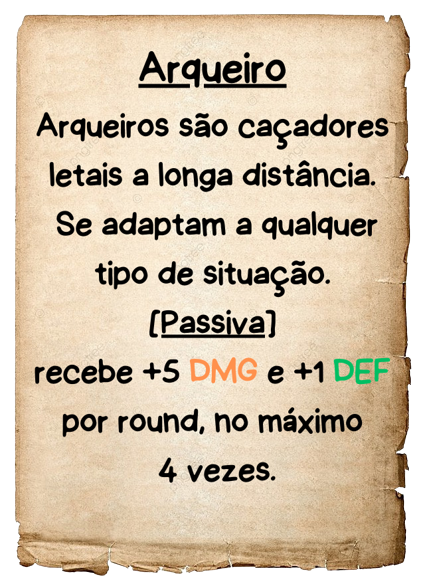 Arqueiro
Arqueiros são caçadores
letais a longa distância.
Se adaptam a qualquer
tipo de situação.
[Passiva]
recebe +5 DMG e +1 DEF
por round, no máximo
4 vezes.